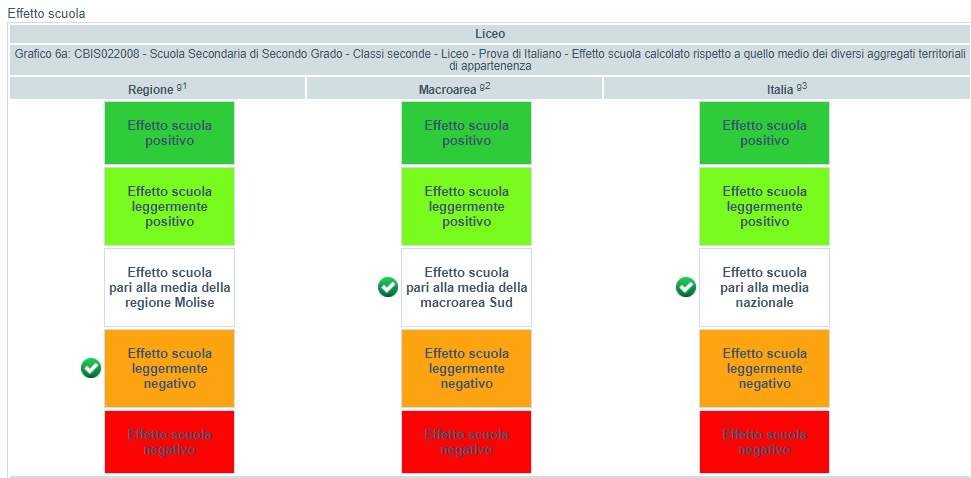 Effetto scuola
Liceo
Grafico 6a: CBIS022008 - Scuola Secondaria di Secondo Grado - Classi seconde - Liceo - Prova di Italiano - Effetto scuola calcolato rispetto a quello medio dei diversi aggregati territoriali
di appartenenza
Regione g1
Macroarea g2
Italia g3
Effetto scuola
positivo
Effetto scuola
positivo
Effetto scuola
positivo
Effetto scuola
leggermente
positivo
Effetto scuola
leggermente
positivo
Effetto scuola
leggermente
positivo
Effetto scuola
pari alla media della
regione Molise
Effetto scuola
pari alla media della
macroarea Sud
Effetto scuola
pari alla media
nazionale
Effetto scuola
leggermente
negativo
Effetto scuola
leggermente
negativo
Effetto scuola
leggermente
negativo
Effetto scuola
negativo
Effetto scuola
negativo
Effetto scuola
negativo